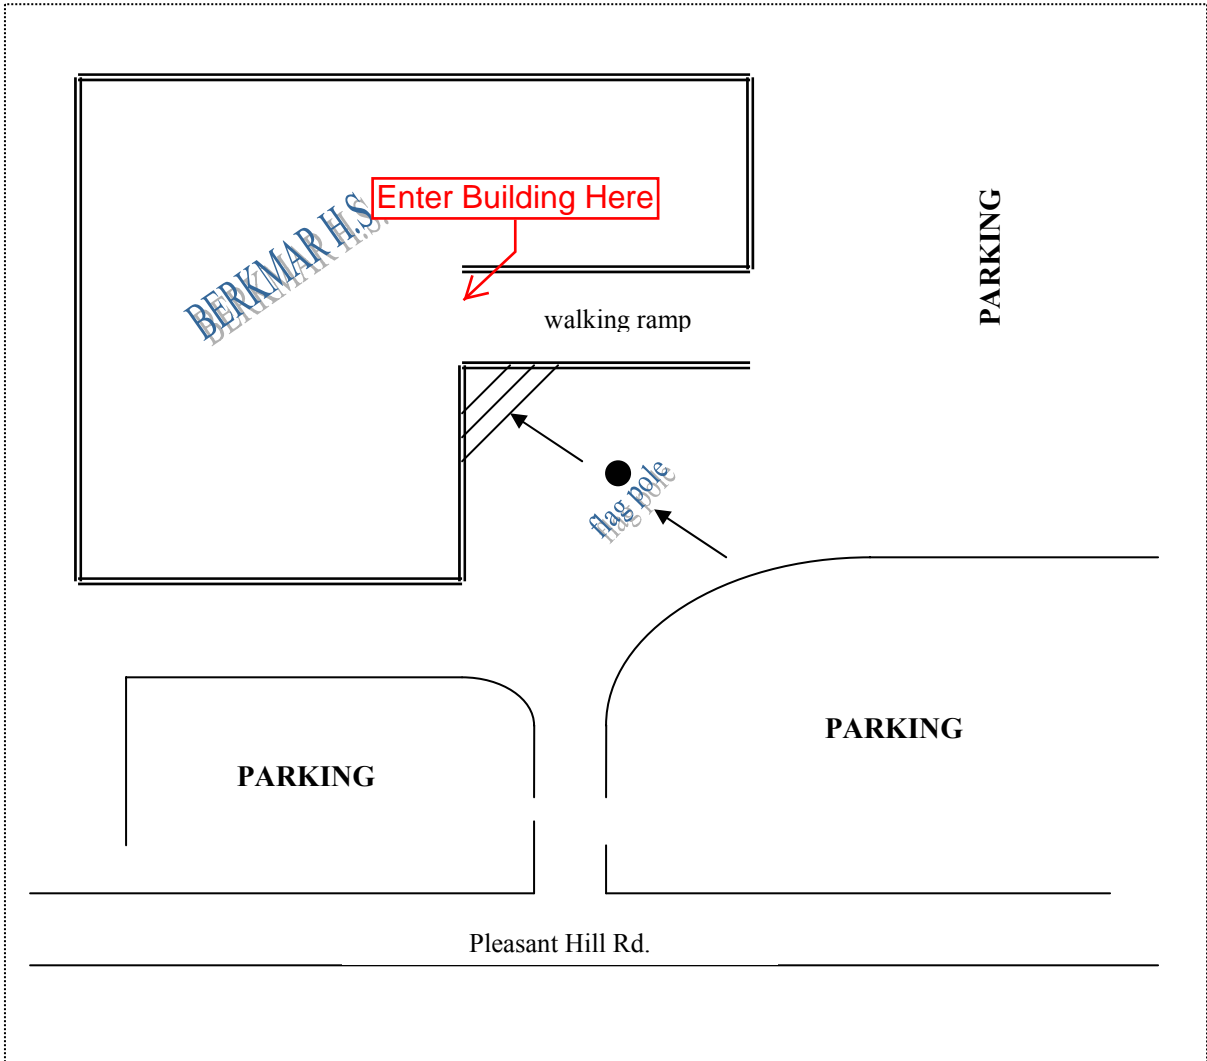 Enter Building Here
BERKMAR H.S.
PARKING
walking ramp
flag pole
PARKING
PARKING
Pleasant Hill Rd.